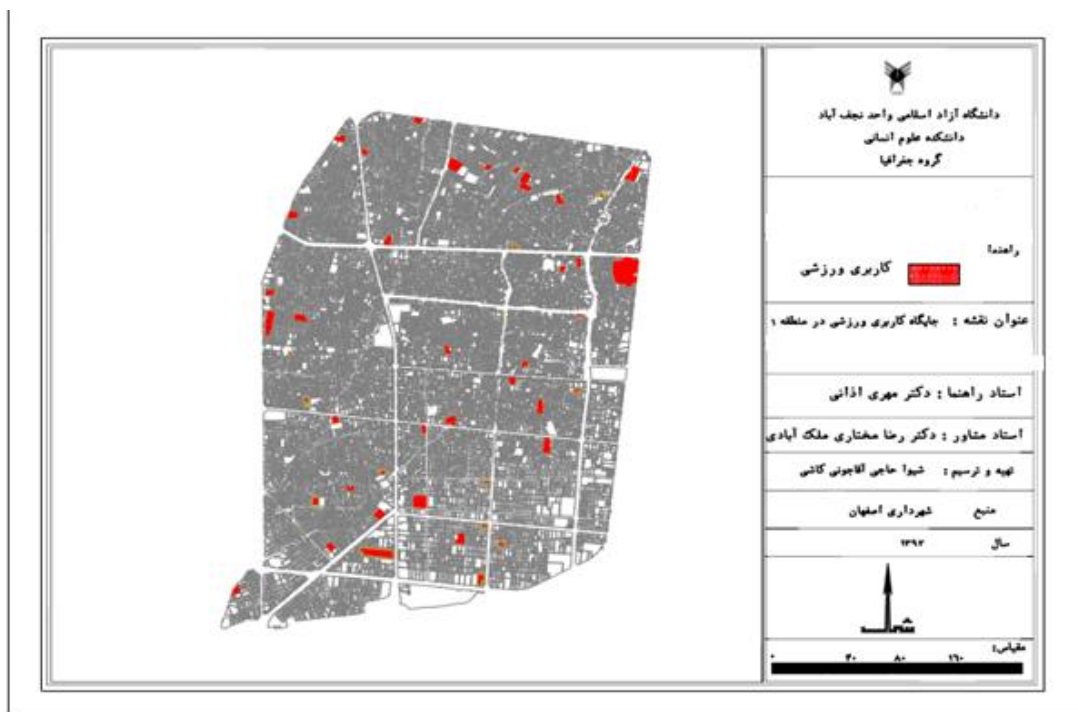 دانشگاه آزاد اسلامی واحد نجف آباد
دانشکده علوم انسانی
گروه جغرافیا
راهنما
کاربری ورزشی
عنوان نقشه : جایگاه کاربری ورزشی در منطقه ۱
استاد راهنما : دکتر مهری اذانی
استاد مشاور : دکتر رضا مختاری ملک آبادی
تهیه و ترسیم : شیوا حاجی آقاجونی کاشی
منبع شهرداری اصفهان
سال ۱۳۹۳
مقیاس:
۰ ۴۰ ۸۰ ۱۶۰